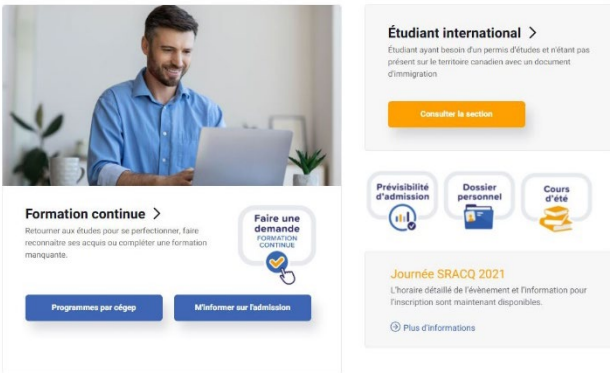 Formation continue >
Retourner aux études pour se perfectionner, faire
reconnaître ses acquis ou compléter une formation
manquante.
Faire une
demande
FORMATION
CONTINUE
Programmes par cégep
M'informer sur l'admission
Étudiant international >
Étudiant ayant besoin d'un permis d'études et n'étant pas
présent sur le territoire canadien avec un document
d'immigration
Consulter la section
Prévisibilité
d'admission
Dossier
personnel
Cours
d'été
Journée SRACQ 2021
L'horaire détaillé de l'évènement et l'information pour
l'inscription sont maintenant disponibles.
Plus d'informations